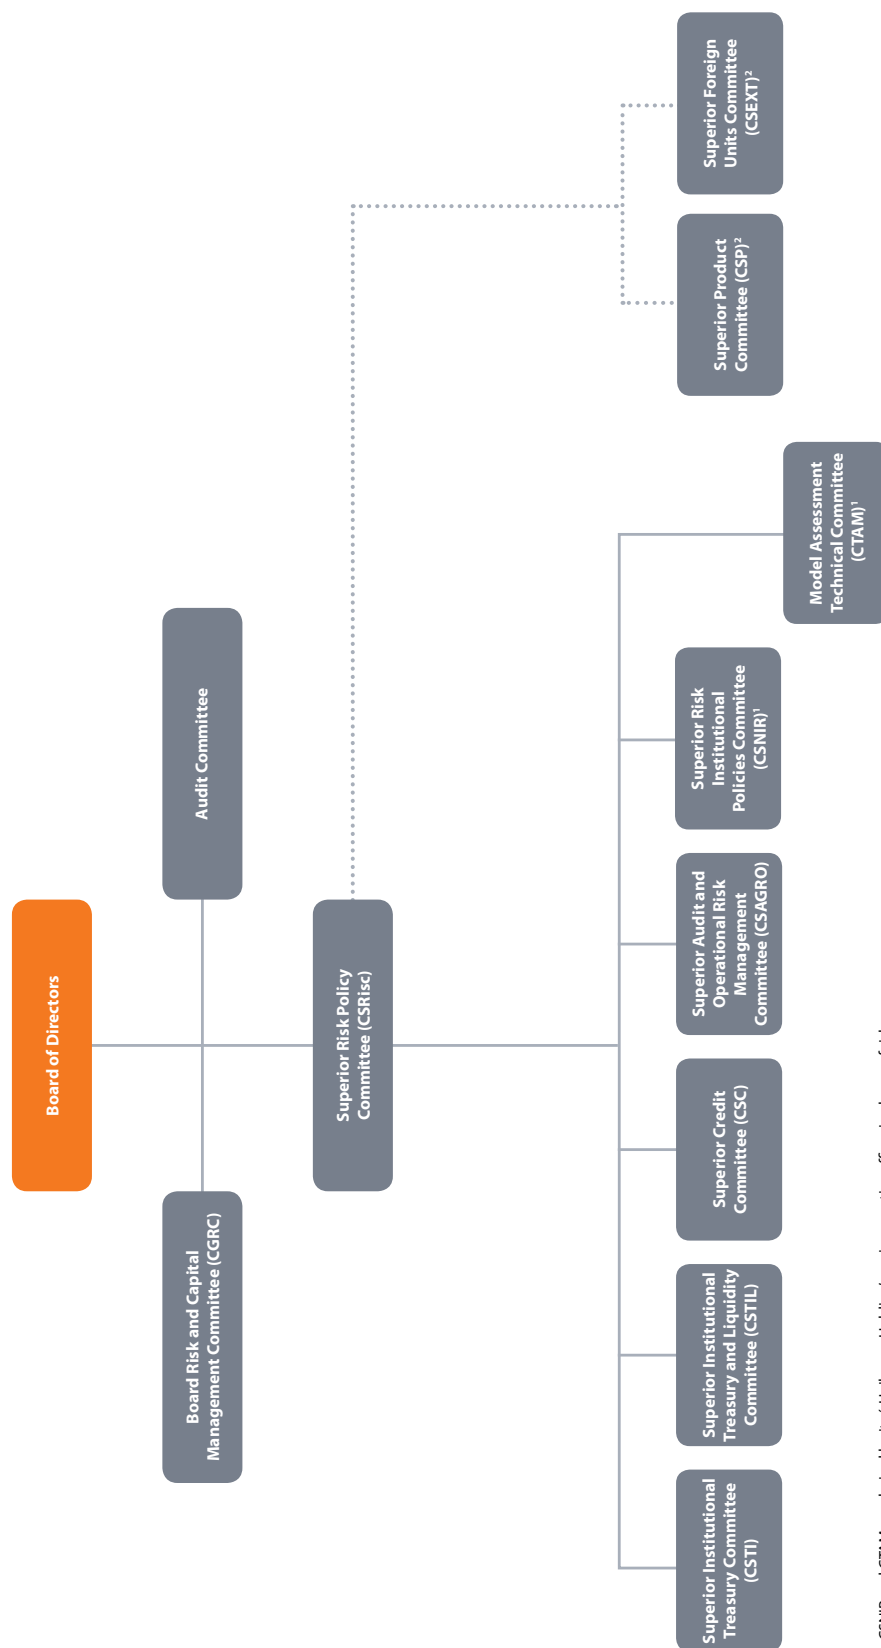 Board of Directors
Board Risk and Capital
Management Committee (CGRC)
Audit Committee
Superior Risk Policy
Committee (CSRisc)
Superior Institutional
Treasury Committee
(CSTI)
Superior Institutional
Treasury and Liquidity
Committee (CSTIL)
Superior Credit
Committee (CSC)
Superior Audit and
Operational Risk
Management
Committee (CSAGRO)
Superior Risk
Institutional
Policies Committee
(CSNIR)¹
Model Assessment
Technical Committee
(CTAM)¹
Superior Product
Committee (CSP)²
Superior Foreign
Units Committee
(CSEXT)²